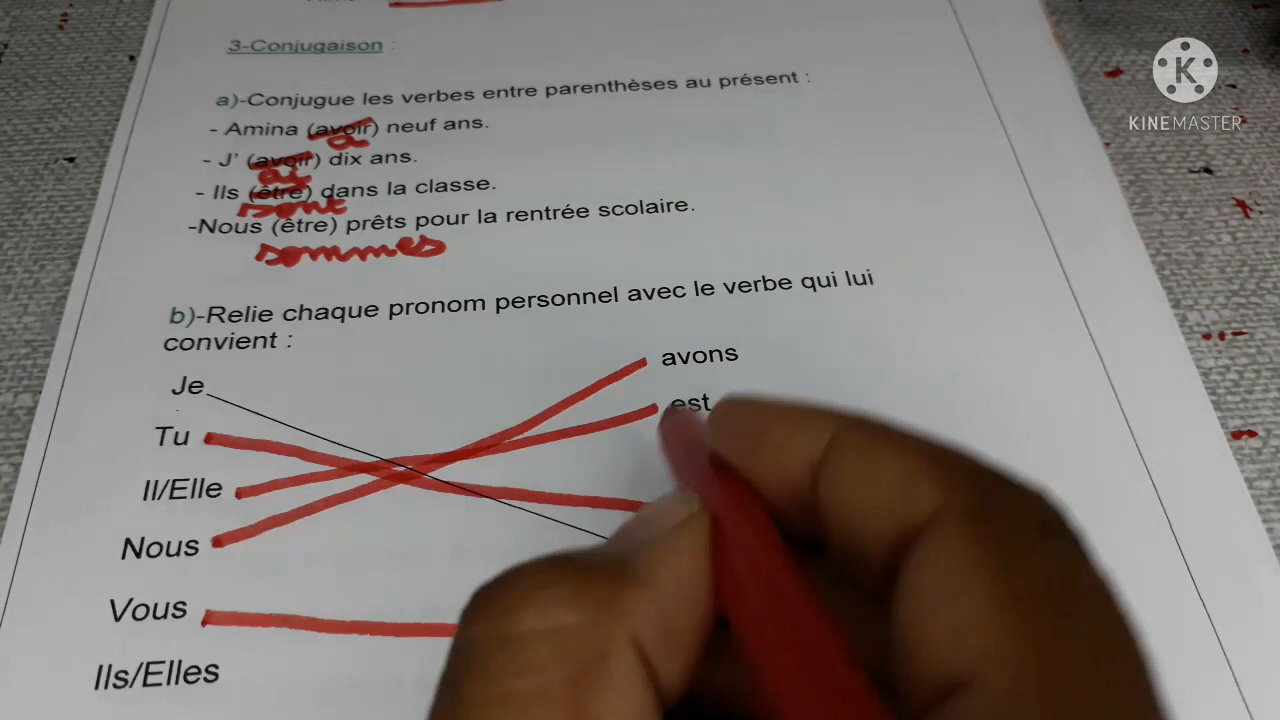 3-Conjugaison :
K
KINEMASTER
a)-Conjugue les verbes entre parenthèses au présent :
- Amina (avoir) neuf ans.
a
- J' (avoir) dix ans.
ai
- Ils (être) dans la classe.
sont
-Nous (être) prêts pour la rentrée scolaire.
sommes
b)-Relie chaque pronom personnel avec le verbe qui lui
convient :
Je
avons
Tu
est
Il/Elle
Nous
Vous
Ils/Elles